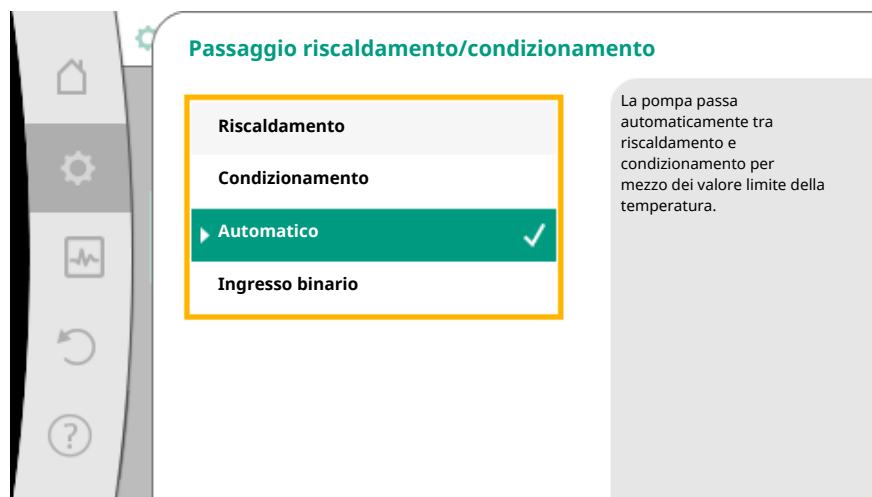 Passaggio riscaldamento/condizionamento
Riscaldamento
Condizionamento
Automatico
Ingresso binario
La pompa passa
automaticamente tra
riscaldamento e
condizionamento per
mezzo dei valore limite della
temperatura.
?